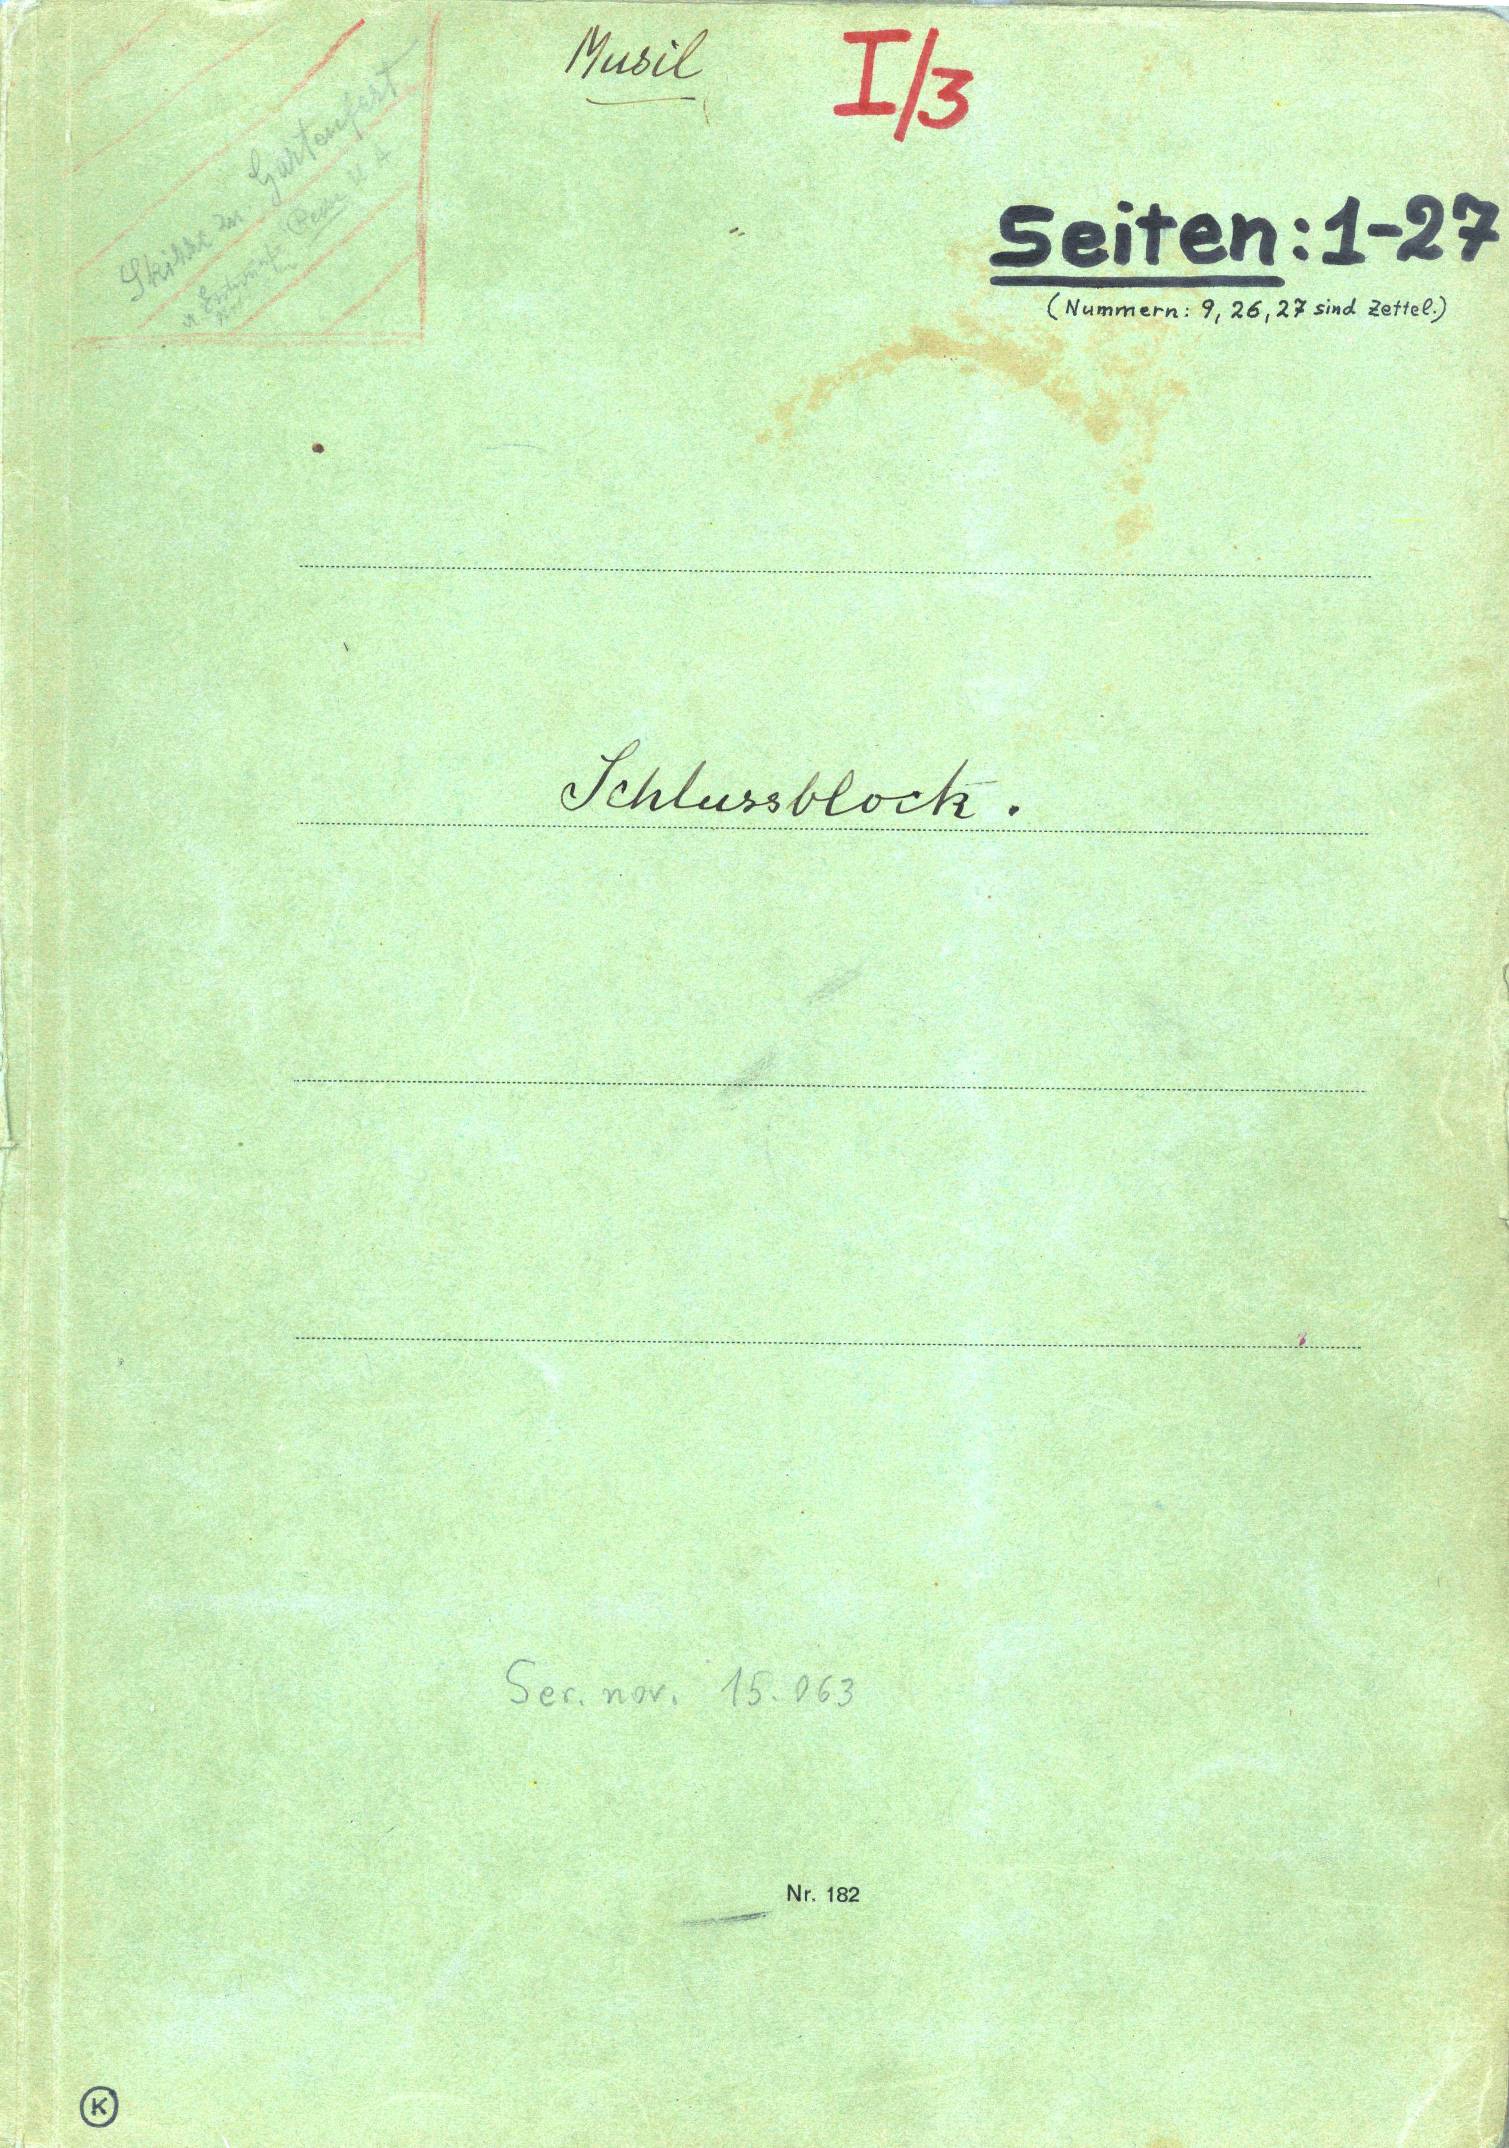 Musil
I/3
Skizze zu Gartenfest
Seiten: 1-27
(Nummern: 9, 26, 27 sind Zettel.)
Schlussblock.
Ser. nov. 15.063
Nr. 182
K